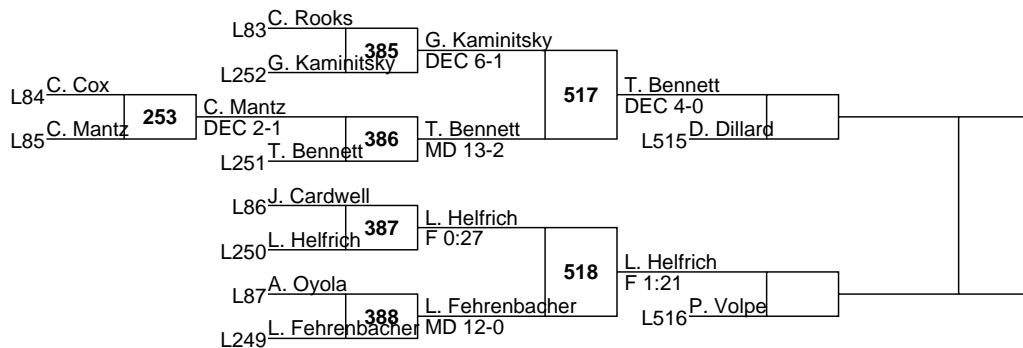 L83 C. Rooks
385
L252 G. Kaminitsky
G. Kaminitsky
DEC 6-1
517
L84 C. Cox
253
L85 C. Mantz
C. Mantz
DEC 2-1
386
L251 T. Bennett
T. Bennett
MD 13-2
T. Bennett
DEC 4-0
L515 D. Dillard
L86 J. Cardwell
387
L250 L. Helfrich
L. Helfrich
F 0:27
518
L87 A. Oyola
388
L249 L. Fehrenbacher
L. Fehrenbacher
MD 12-0
L. Helfrich
F 1:21
L516 P. Volpe